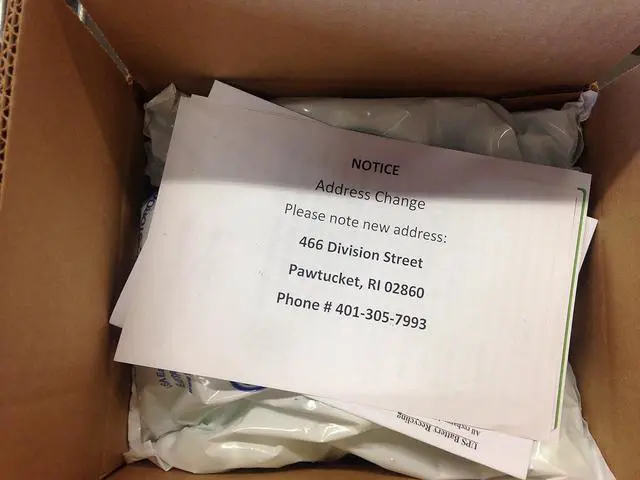 NOTICE
Address Change
Please note new address:
466 Division Street
Pawtucket, RI 02860
Phone # 401-305-7993
UPS Battery Recycling